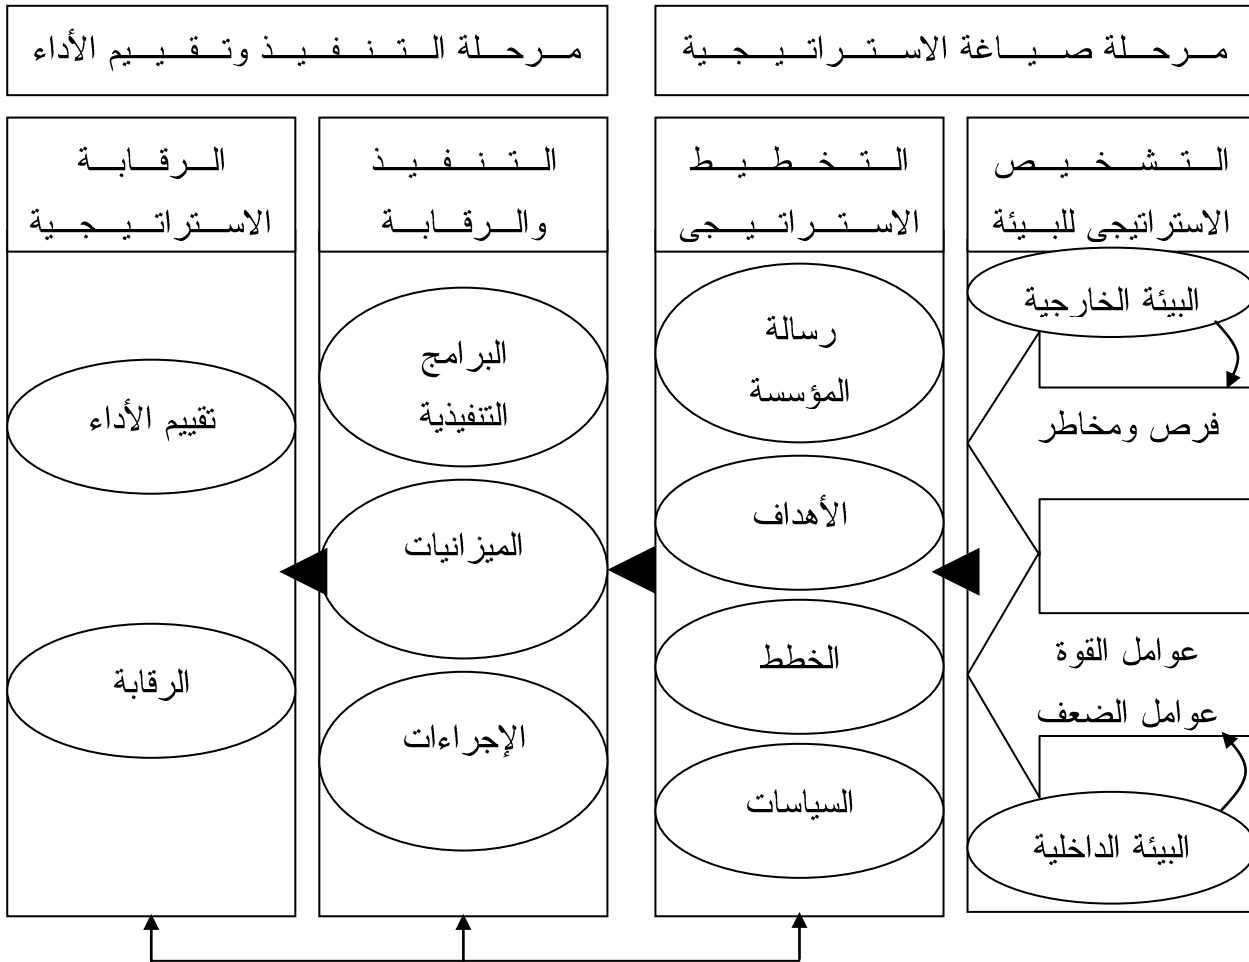 مرحلة صياغة الاستراتيجية
مرحلة التنفيذ وتقييم الأداء
التشخيص
الاستراتيجى للبيئة
التخطيط
الاستراتيجى
التنفيذ
والرقابة
الرقابة
الاستراتيجية
البيئة الخارجية
فرص ومخاطر
عوامل القوة
عوامل الضعف
البيئة الداخلية
رسالة
المؤسسة
الأهداف
الخطط
السياسات
البرامج
التنفيذية
الميزانيات
الإجراءات
تقييم الأداء
الرقابة